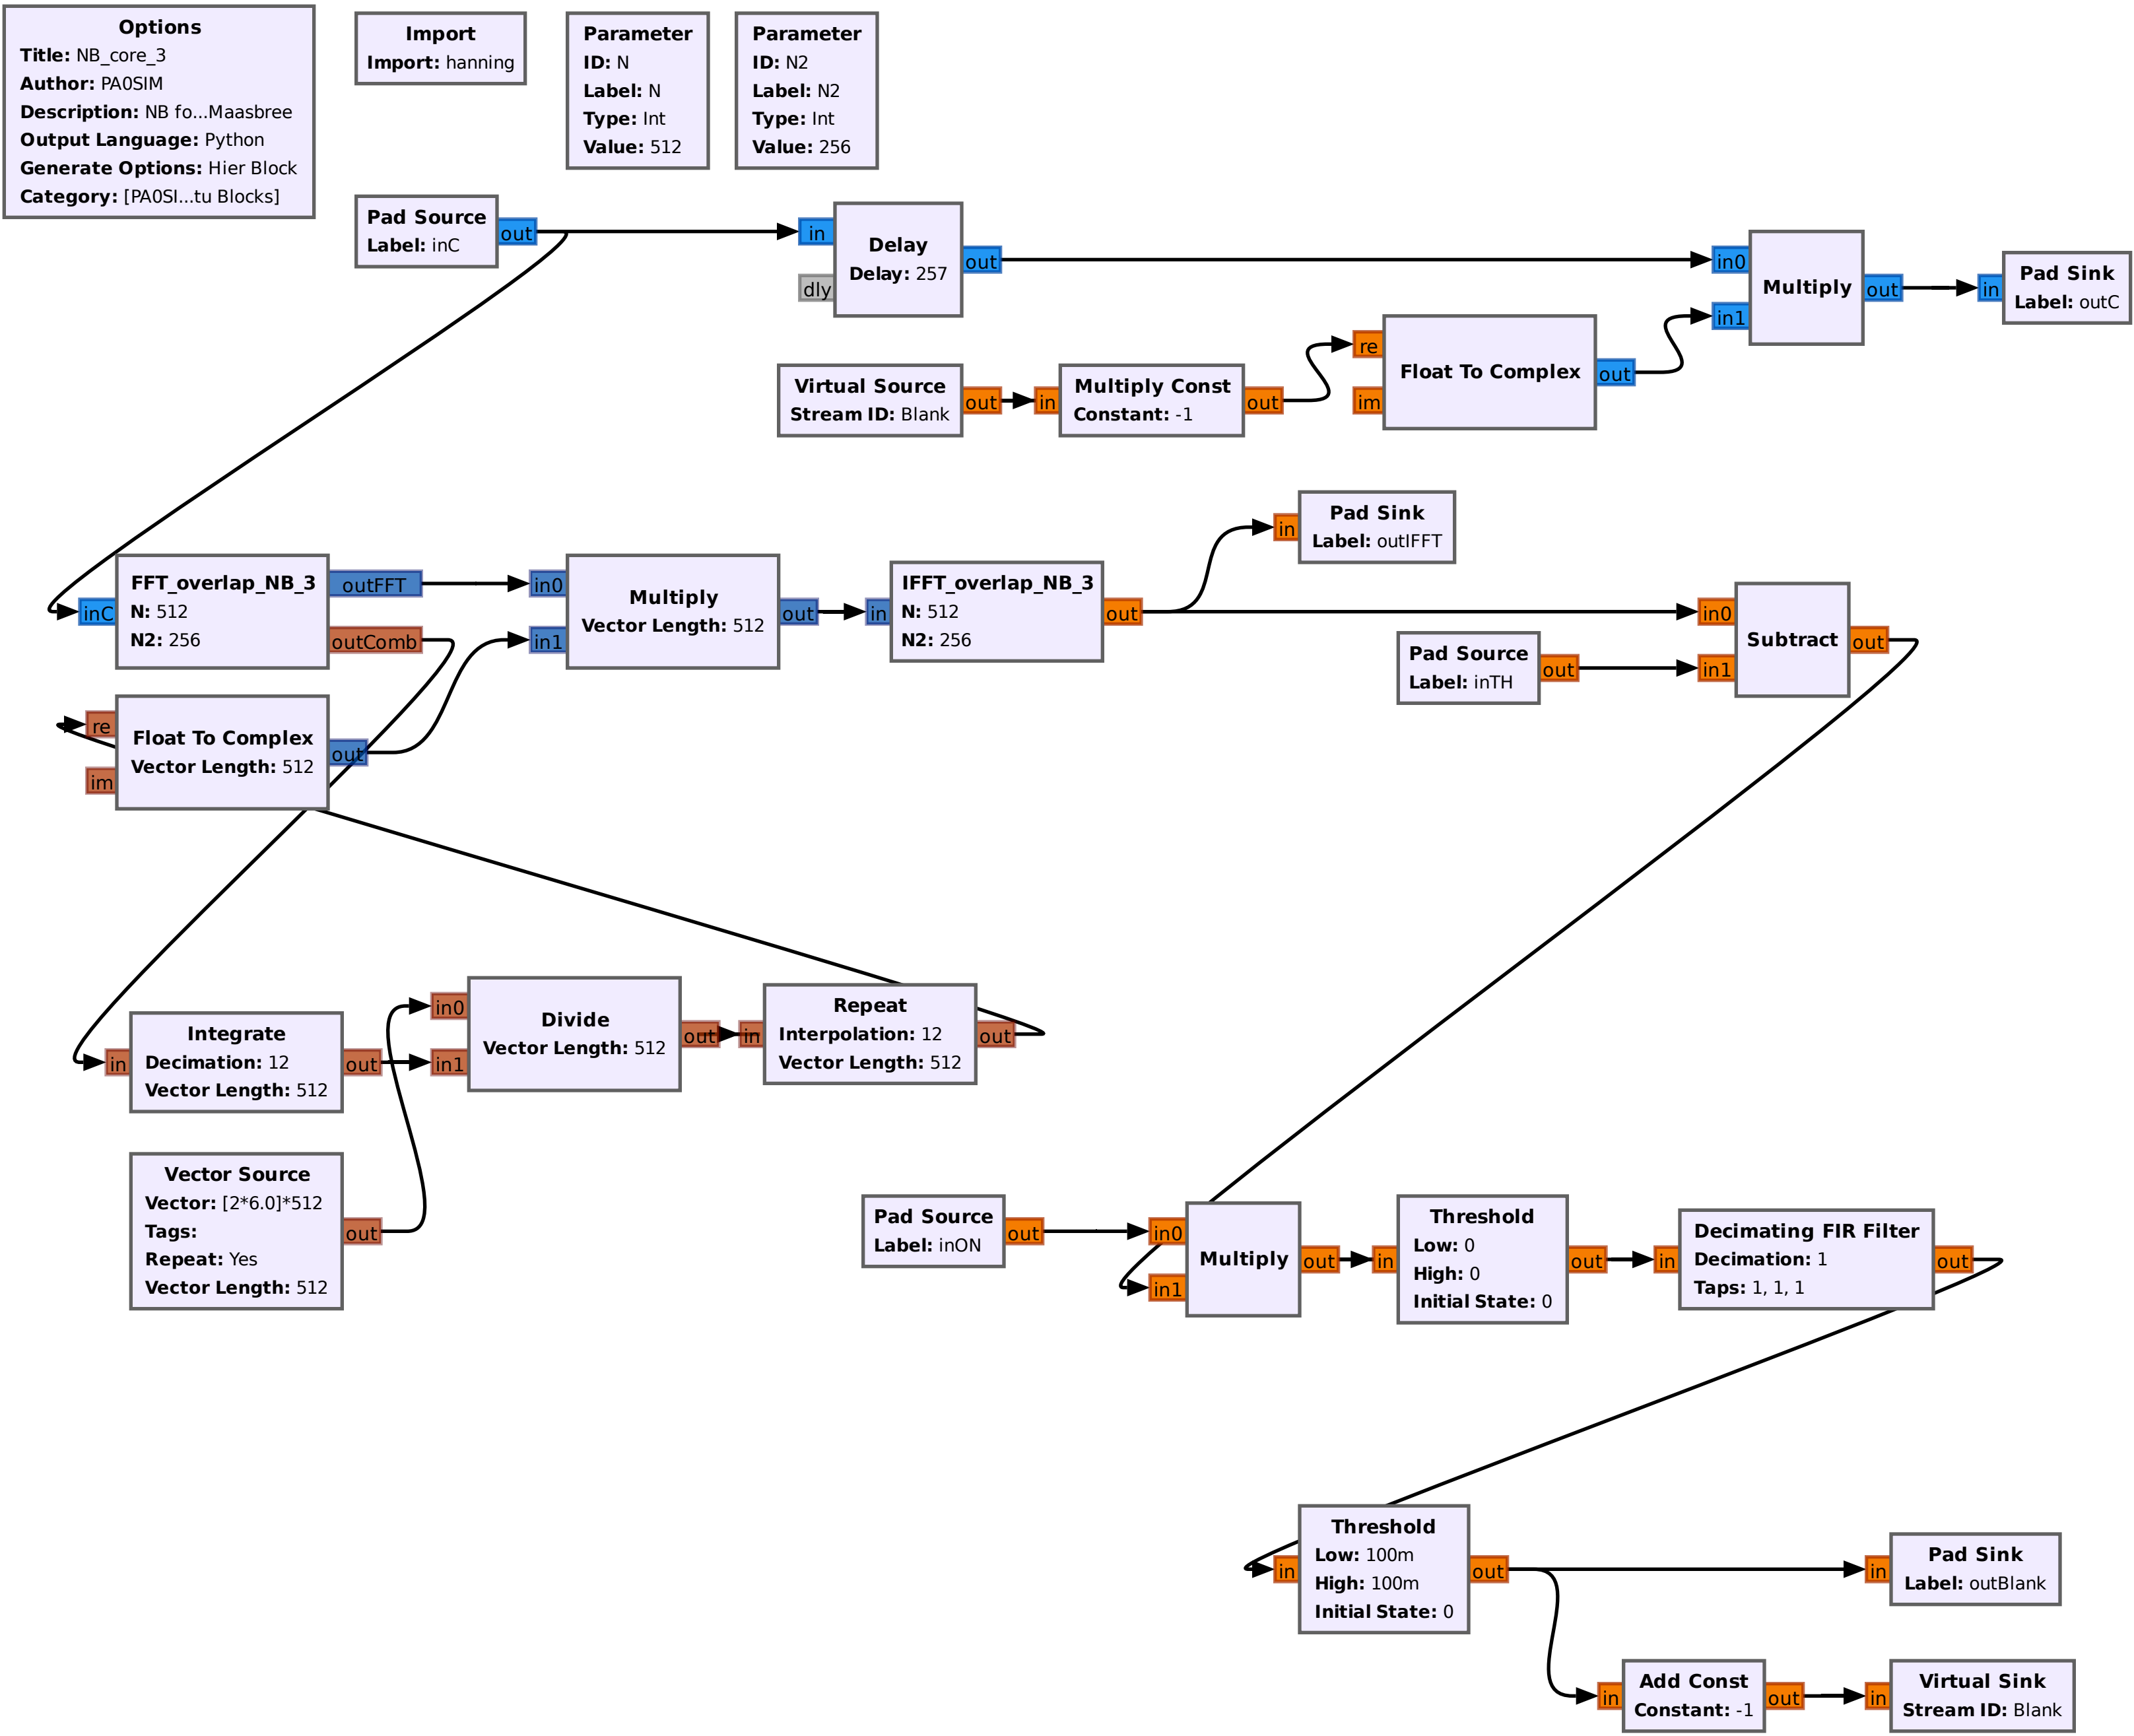 Options
Title: NB_core_3
Author: PA0SIM
Description: NB fo...Maasbree
Output Language: Python
Generate Options: Hier Block
Category: [PA0SI...tu Blocks]
Import
Import: hanning
Parameter
ID: N
Label: N
Type: Int
Value: 512
Parameter
ID: N2
Label: N2
Type: Int
Value: 256
Pad Source
Label: inC
out
in
dly
Delay
Delay: 257
out
in0
in1
Multiply
out
in
Pad Sink
Label: outC
Virtual Source
Stream ID: Blank
out
in
Multiply Const
Constant: -1
out
re
im
Float To Complex
out
inC
FFT_overlap_NB_3
N: 512
N2: 256
outFFT
outComb
in0
in1
Multiply
Vector Length: 512
out
in
IFFT_overlap_NB_3
N: 512
N2: 256
out
in
Pad Sink
Label: outIFFT
Pad Source
Label: inTH
out
in0
in1
Subtract
out
re
im
Float To Complex
Vector Length: 512
out
in
Integrate
Decimation: 12
Vector Length: 512
out
in0
in1
Divide
Vector Length: 512
out
in
Repeat
Interpolation: 12
Vector Length: 512
out
Vector Source
Vector: [2*6.0]*512
Tags:
Repeat: Yes
Vector Length: 512
out
Pad Source
Label: inON
out
in0
in1
Multiply
out
in
Threshold
Low: 0
High: 0
Initial State: 0
out
in
Decimating FIR Filter
Decimation: 1
Taps: 1, 1, 1
out
in
Threshold
Low: 100m
High: 100m
Initial State: 0
out
in
Pad Sink
Label: outBlank
in
Add Const
Constant: -1
out
in
Virtual Sink
Stream ID: Blank